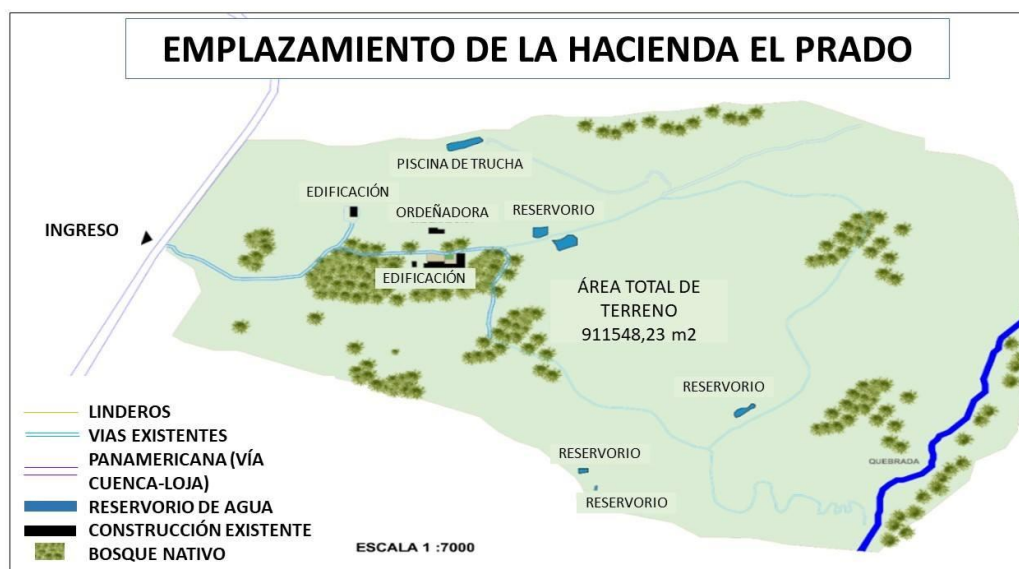 EMPLAZAMIENTO DE LA HACIENDA EL PRADO
PISCINA DE TRUCHA
EDIFICACIÓN
ORDEÑADORA
RESERVORIO
INGRESO
EDIFICACIÓN
ÁREA TOTAL DE
TERRENO
911548,23 m2
RESERVORIO
RESERVORIO
RESERVORIO
QUEBRADA
LINDEROS
VIAS EXISTENTES
PANAMERICANA (VÍA
CUENCA-LOJA)
RESERVORIO DE AGUA
CONSTRUCCIÓN EXISTENTE
BOSQUE NATIVO
ESCALA 1 :7000